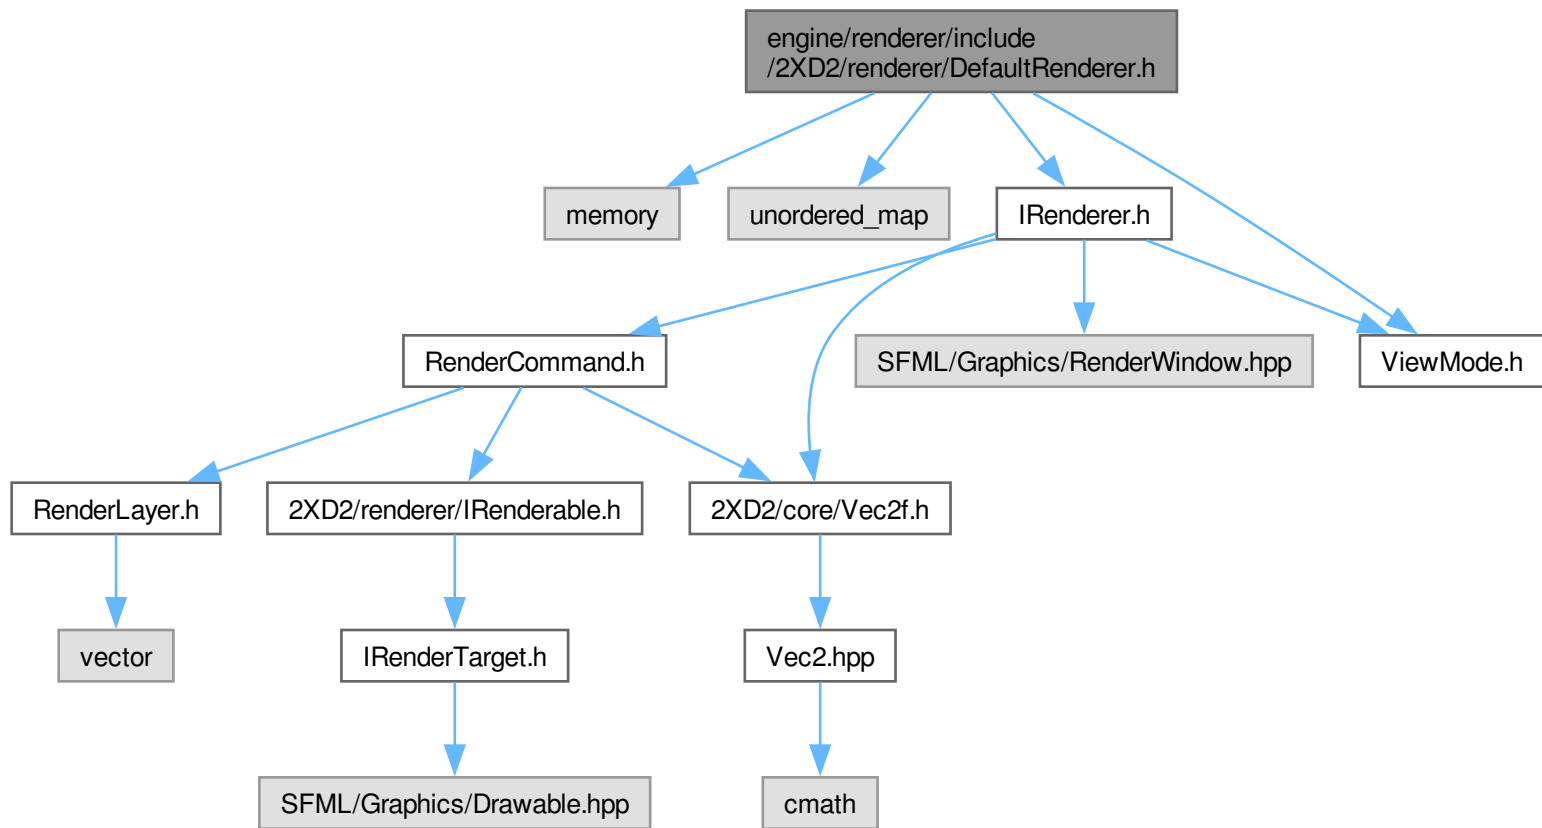 engine/renderer/include
/2XD2/renderer/DefaultRenderer.h
memory
unordered_map
IRenderer.h
RenderCommand.h
SFML/Graphics/RenderWindow.hpp
ViewMode.h
RenderLayer.h
2XD2/renderer/IRenderable.h
2XD2/core/Vec2f.h
vector
IRenderTarget.h
Vec2.hpp
SFML/Graphics/Drawable.hpp
cmath